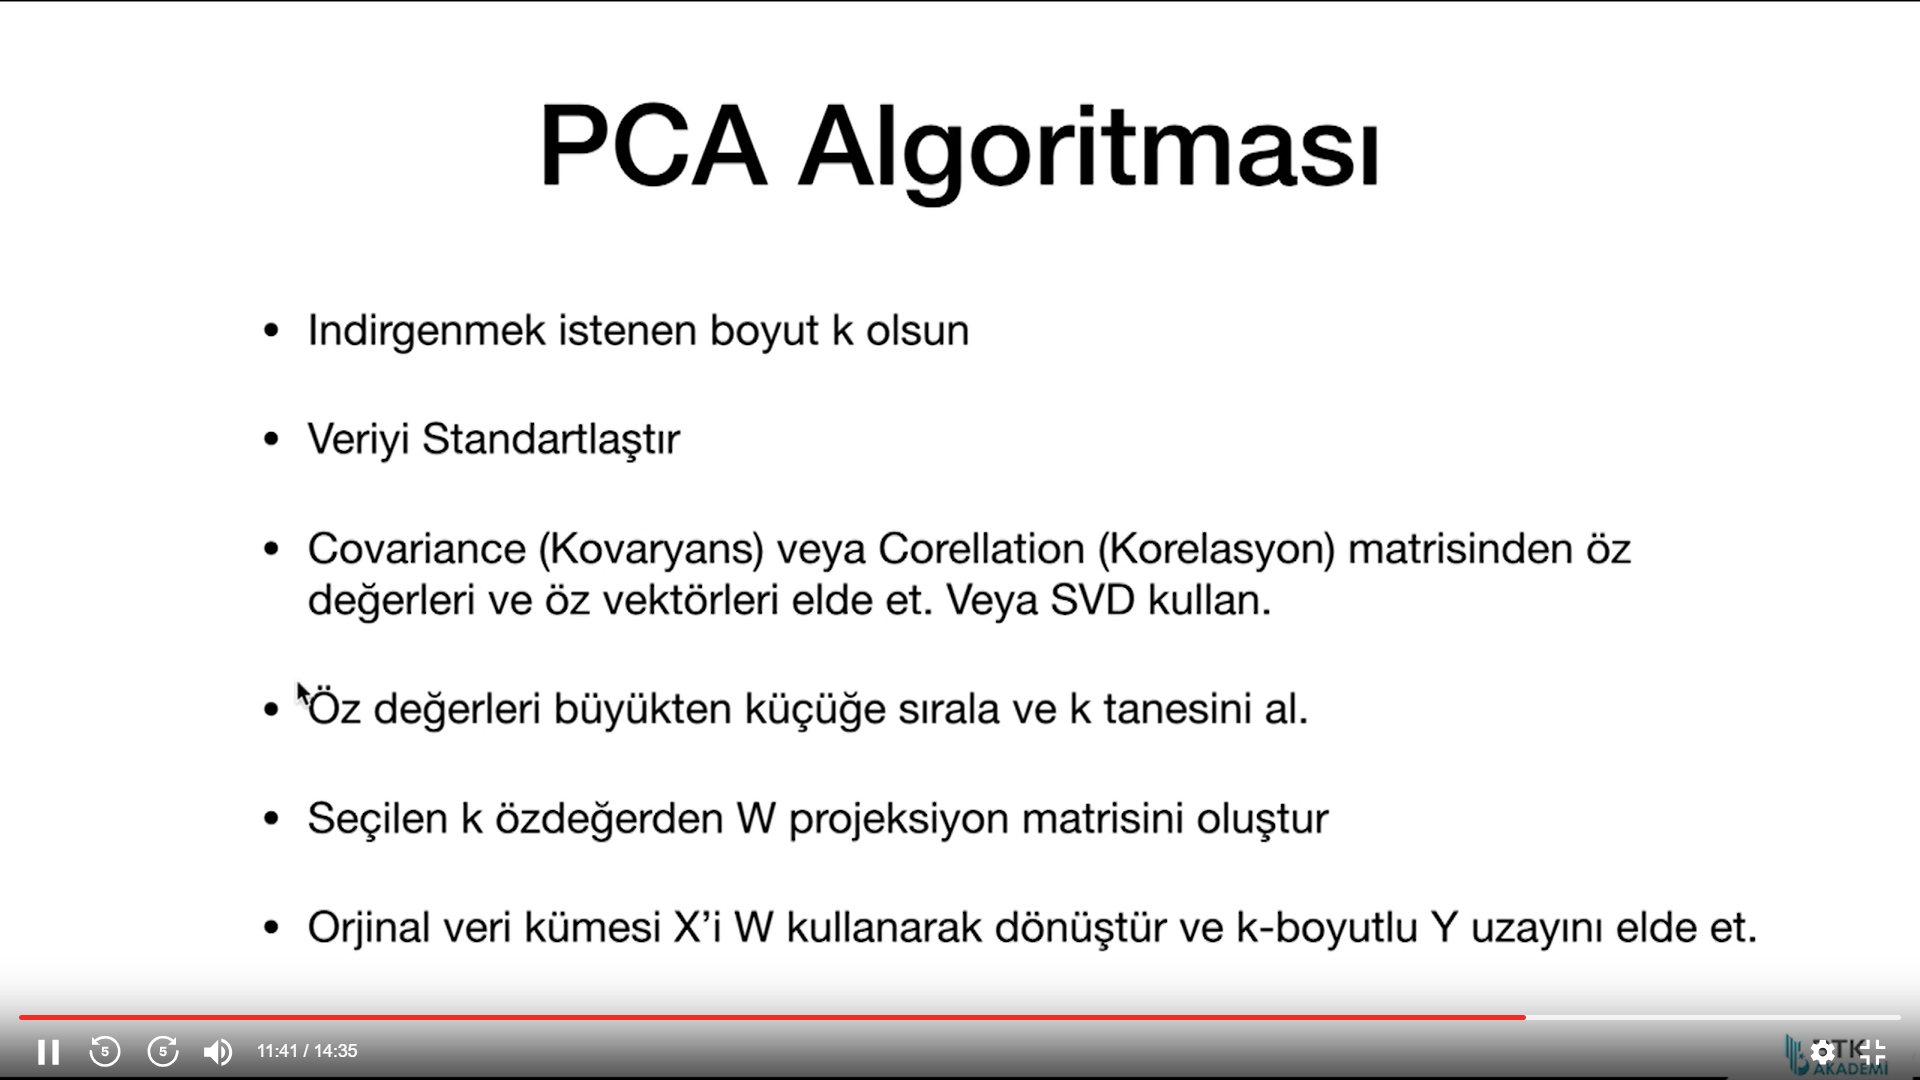 PCA Algoritması
• Indirgenmek istenen boyut k olsun
• Veriyi Standartlaştır
• Covariance (Kovaryans) veya Corellation (Korelasyon) matrisinden öz
değerleri ve öz vektörleri elde et. Veya SVD kullan.
• Öz değerleri büyükten küçüğe sırala ve k tanesini al.
• Seçilen k özdeğerden W projeksiyon matrisini oluştur
• Orjinal veri kümesi X’i W kullanarak dönüştür ve k-boyutlu Y uzayını elde et.
5 5 11:41 / 14:35
AKADEMİ